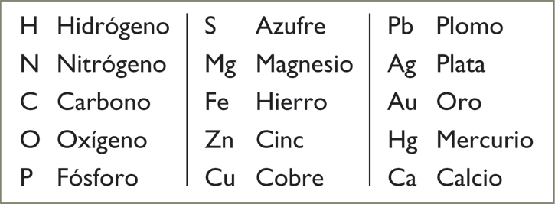 H Hidrógeno S Azufre Pb Plomo
N Nitrógeno Mg Magnesio Ag Plata
C Carbono Fe Hierro Au Oro
O Oxígeno Zn Cinc Hg Mercurio
P Fósforo Cu Cobre Ca Calcio